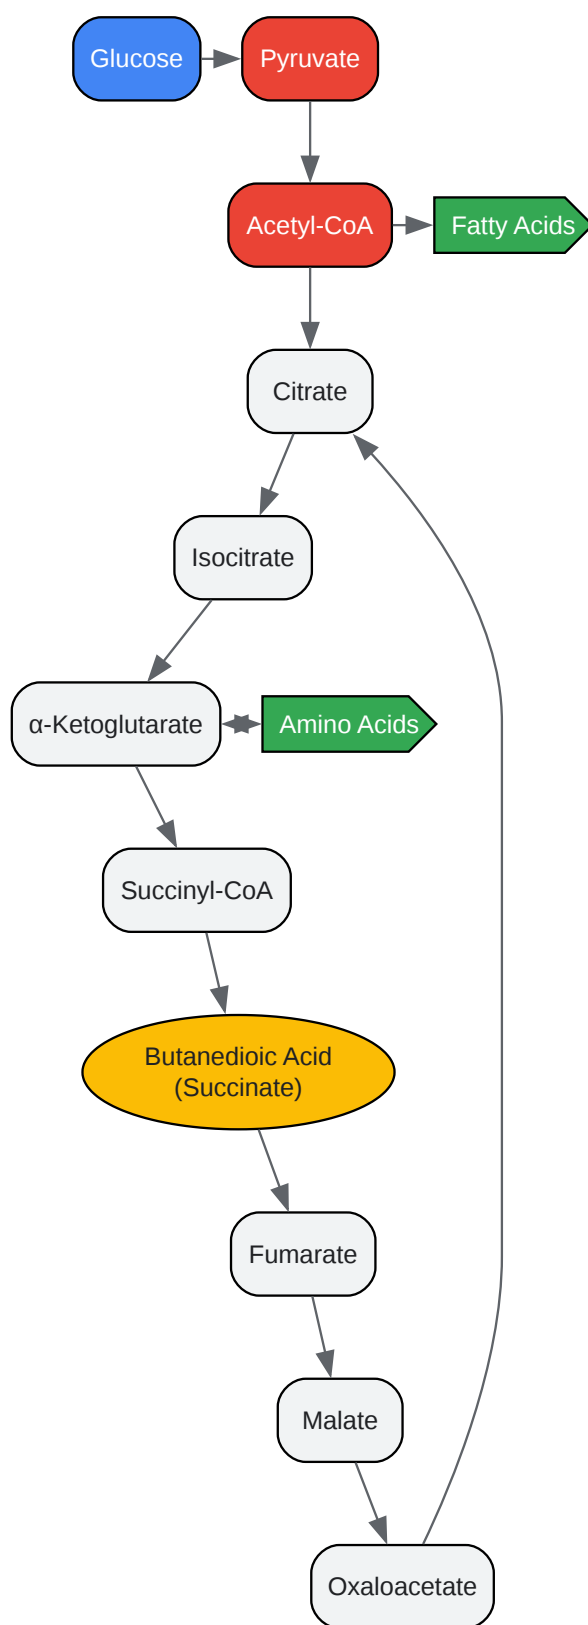 Glucose
Pyruvate
Acetyl-CoA
Fatty Acids
Citrate
Isocitrate
α-Ketoglutarate
Amino Acids
Succinyl-CoA
Butanedioic Acid
(Succinate)
Fumarate
Malate
Oxaloacetate